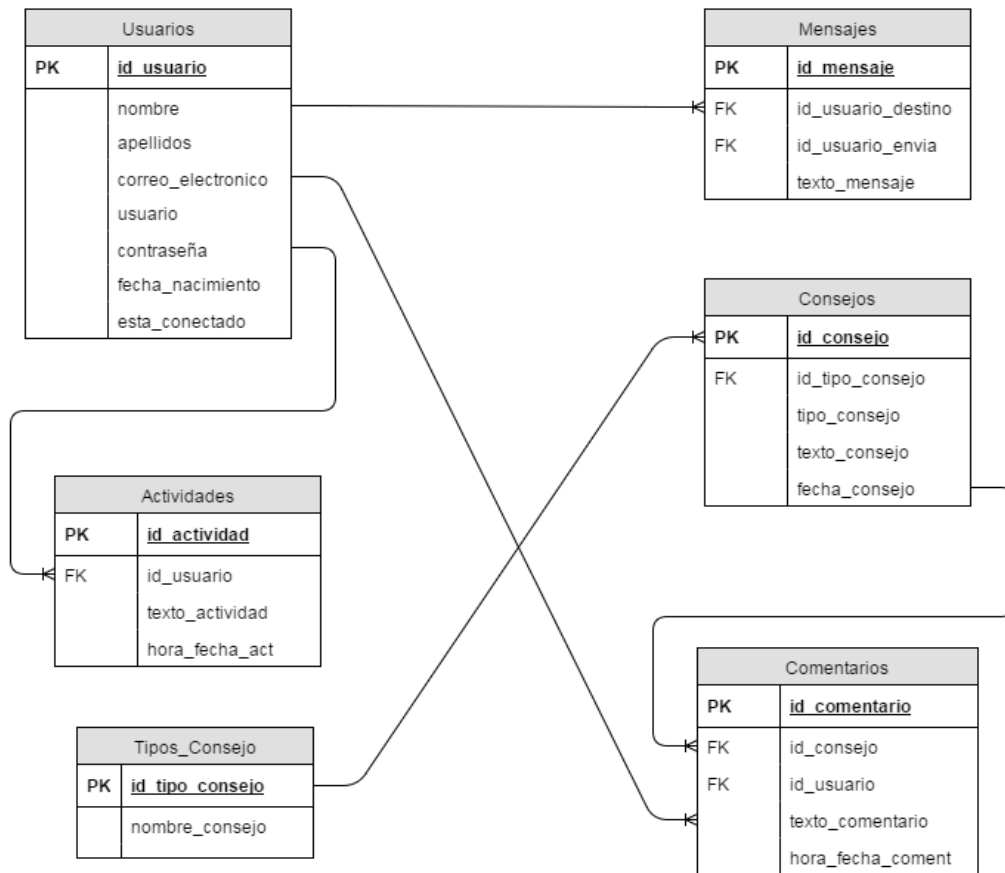 Usuarios
PK id_usuario
nombre
apellidos
correo_electronico
usuario
contraseña
fecha_nacimiento
esta_conectado
Mensajes
PK id_mensaje
FK id_usuario_destino
FK id_usuario_envia
texto_mensaje
Consejos
PK id_consejo
FK id_tipo_consejo
tipo_consejo
texto_consejo
fecha_consejo
Actividades
PK id_actividad
FK id_usuario
texto_actividad
hora_fecha_act
Tipos_Consejo
PK id_tipo_consejo
nombre_consejo
Comentarios
PK id_comentario
FK id_consejo
FK id_usuario
texto_comentario
hora_fecha_coment